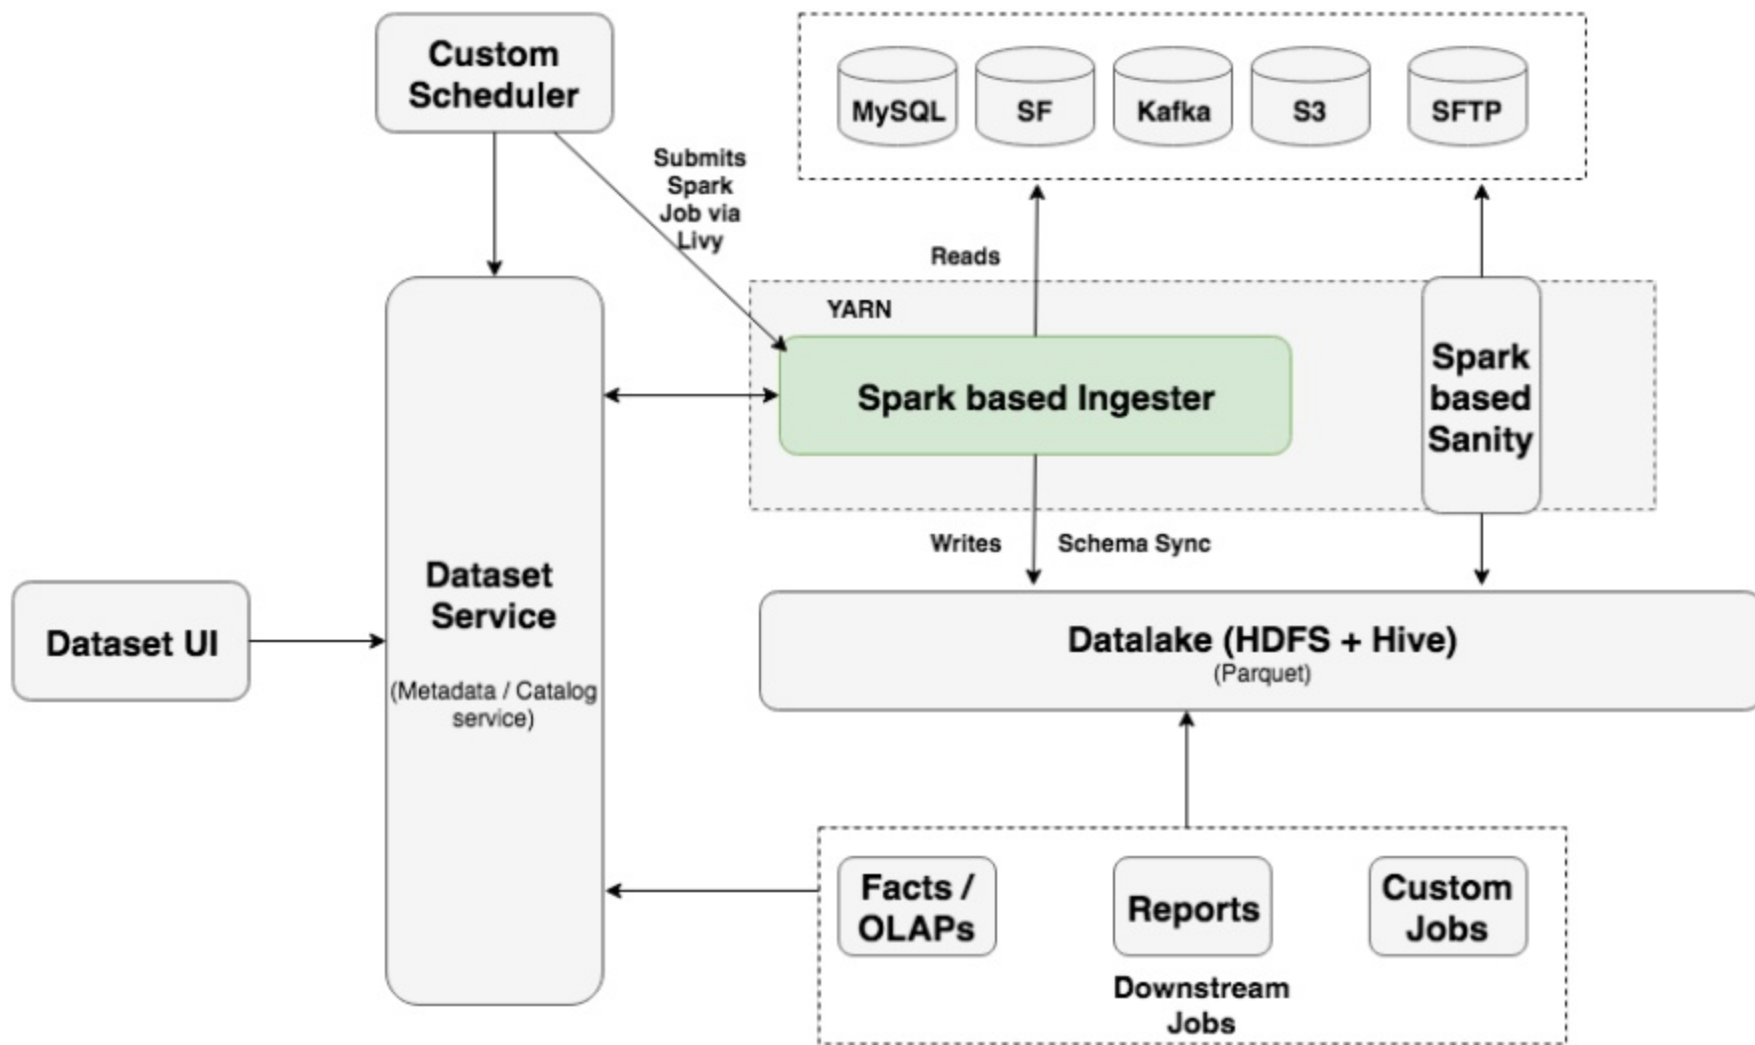 Custom
Scheduler
MySQL
SF
Kafka
S3
SFTP
Submits
Spark
Job via
Livy
Reads
YARN
Spark based Ingester
Spark
based
Sanity
Writes
Schema Sync
Dataset
Service
(Metadata / Catalog
service)
Dataset UI
Datalake (HDFS + Hive)
(Parquet)
Facts /
OLAPs
Reports
Custom
Jobs
Downstream
Jobs